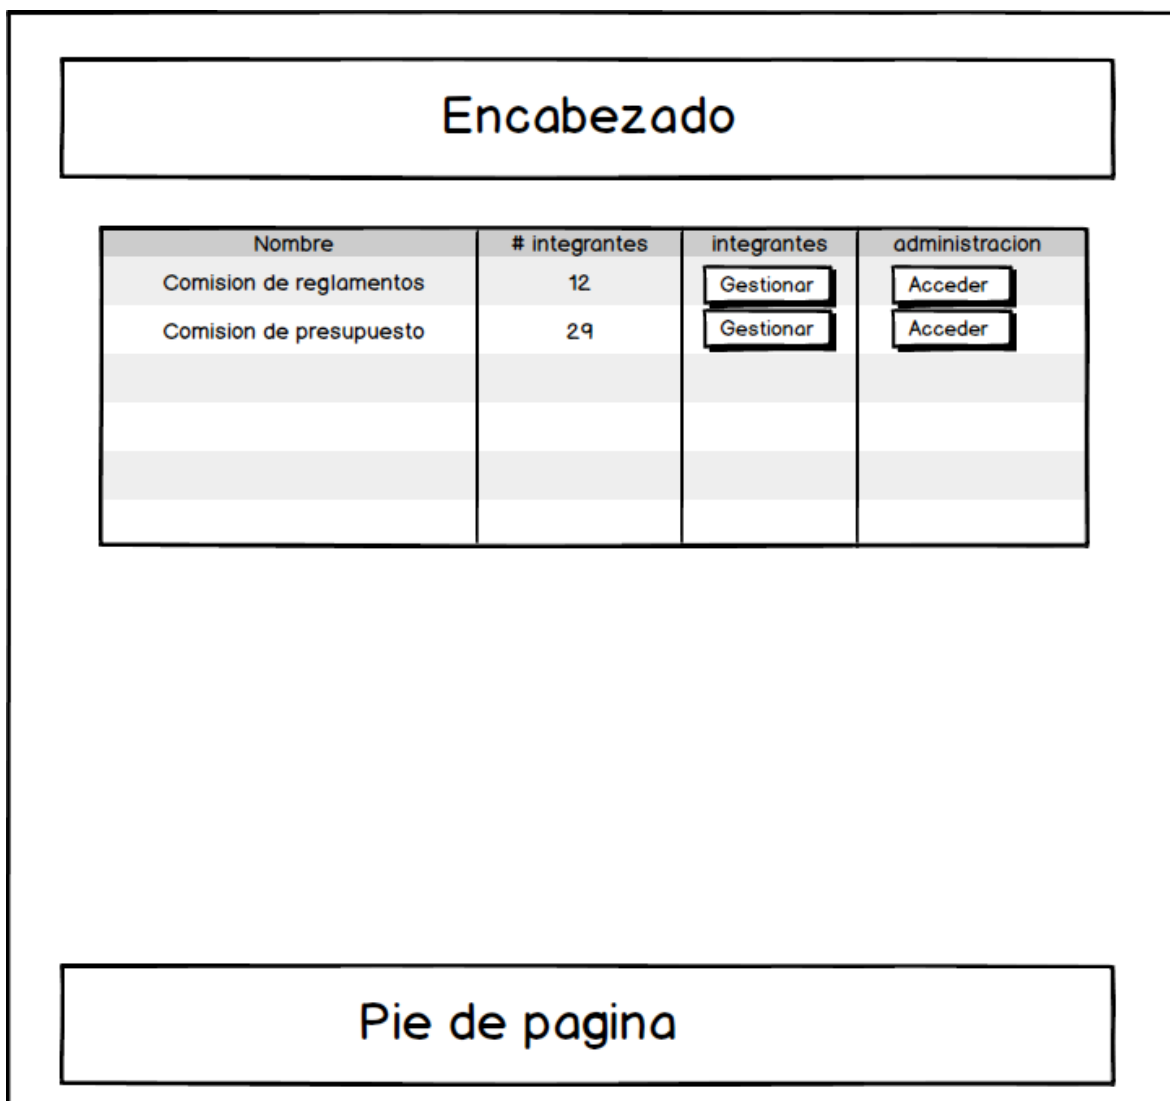 Encabezado
Nombre # integrantes integrantes administracion
Comision de reglamentos 12 Gestionar Acceder
Comision de presupuesto 29 Gestionar Acceder
Pie de pagina